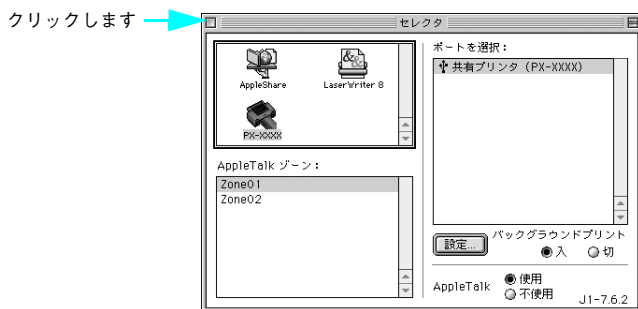 クリックします
セレクタ
AppleShare
LaserWriter 8
PX-XXXX
AppleTalk ゾーン：
Zone01
Zone02
ポートを選択：
共有プリンタ（PX-XXXX）
設定...
バックグラウンドプリント
入 切
AppleTalk
使用
不使用
J1-7.6.2